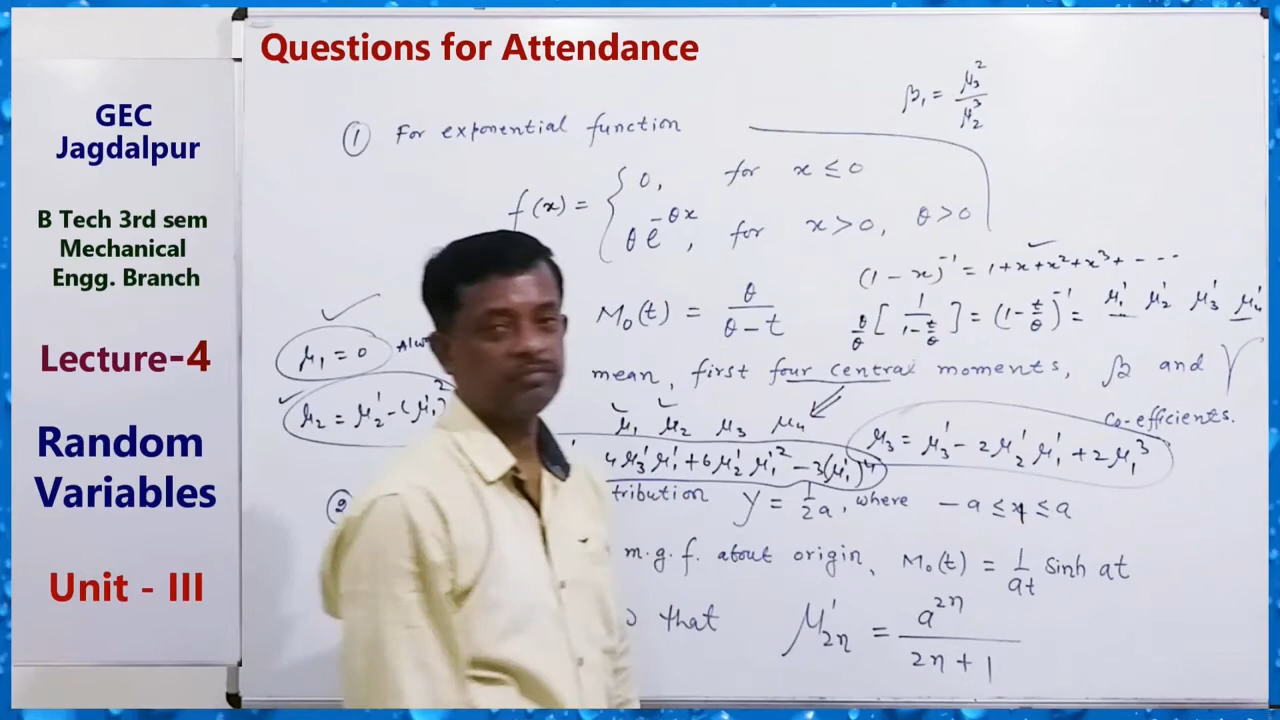 Questions for Attendance
GEC
Jagdalpur
B Tech 3rd sem
Mechanical
Engg. Branch
Lecture-4
Random
Variables
Unit - III
β₁ = μ₃² / μ₂³
① For exponential function
f(x) = { 0, for x ≤ 0
θe^{-θx}, for x > 0, θ > 0
(1 - x)⁻¹ = 1 + x + x² + x³ + - - - -
M₀(t) = θ / (θ - t)
θ/θ [1 / (1 - t/θ)] = (1 - t/θ)⁻¹ = μ₁′ μ₂′ μ₃′ μ₄′
μ₁ = 0
mean, first four central moments, β and γ
co-efficients.
μ₂ = μ₂′ - (μ₁′)²
μ₁ μ₂ μ₃ μ₄
μ₃ = μ₃′ - 2μ₂′ μ₁′ + 2μ₁′³
4μ₃′μ₁′ + 6μ₂′μ₁′² - 3(μ₁′)⁴
② tribution y = 1/2a, where -a ≤ x ≤ a
m.g.f. about origin, M₀(t) = 1/at Sinh at
that μ′₂ₙ = a²ⁿ / (2n + 1)